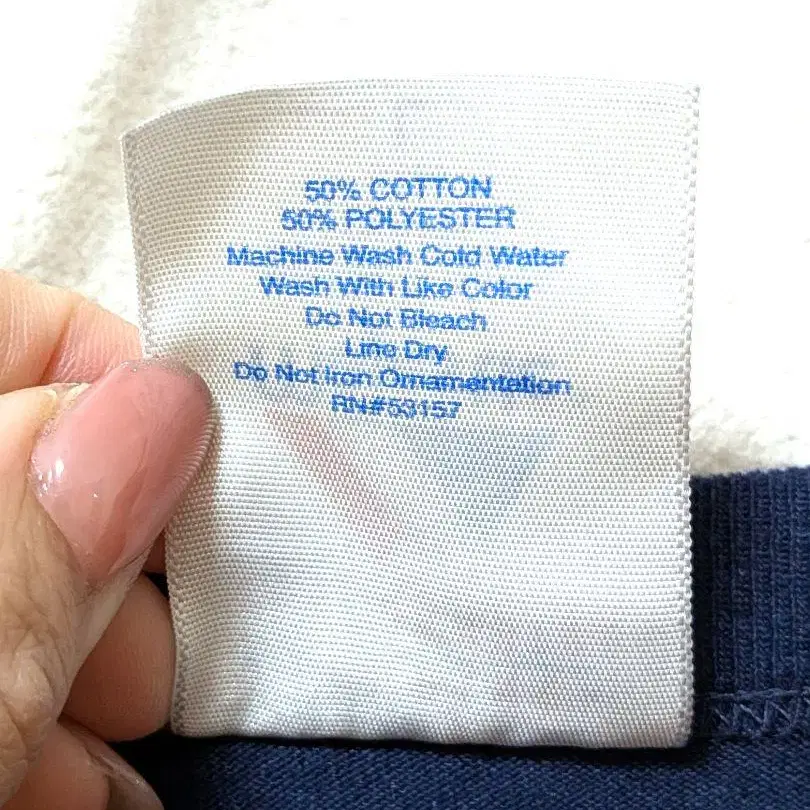 50% COTTON
50% POLYESTER
Machine Wash Cold Water
Wash With Like Color
Do Not Bleach
Line Dry
Do Not Iron Ornamentation
RN#53157